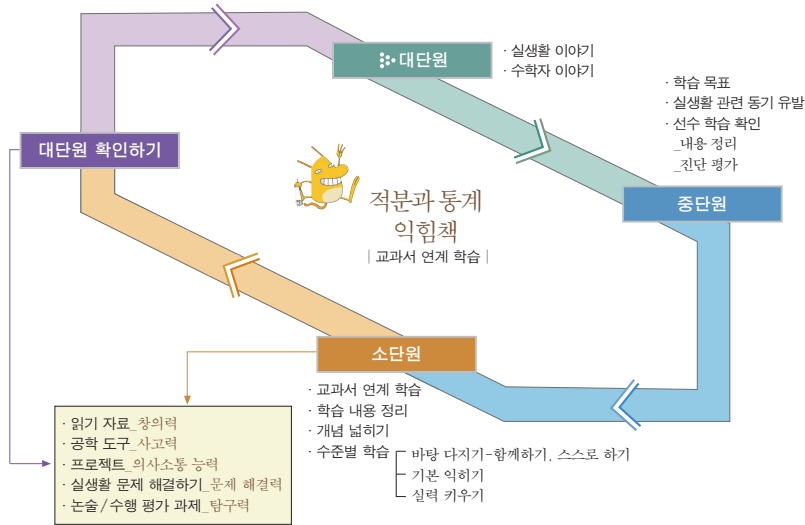 대단원
· 실생활 이야기
· 수학자 이야기
· 학습 목표
· 실생활 관련 동기 유발
· 선수 학습 확인
_내용 정리
_진단 평가
대단원 확인하기
중단원
적분과 통계
익힘책
| 교과서 연계 학습 |
소단원
· 교과서 연계 학습
· 학습 내용 정리
· 개념 넓히기
· 수준별 학습
바탕 다지기-함께하기, 스스로 하기
기본 익히기
실력 키우기
· 읽기 자료_창의력
· 공학 도구_사고력
· 프로젝트_의사소통 능력
· 실생활 문제 해결하기_문제 해결력
· 논술/수행 평가 과제_탐구력